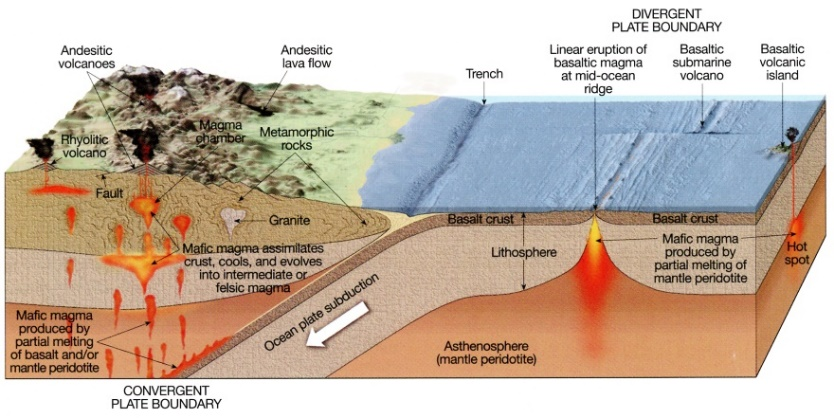 DIVERGENT
PLATE BOUNDARY
Andesitic
volcanoes
Andesitic
lava flow
Trench
Linear eruption of
basaltic magma
at mid-ocean
ridge
Basaltic
submarine
volcano
Basaltic
volcanic
island
Rhyolitic
volcano
Magma
chamber
Metamorphic
rocks
Fault
Granite
Basalt crust
Basalt crust
Mafic magma assimilates
crust, cools, and evolves
into intermediate or
felsic magma
Lithosphere
Mafic magma
produced by
partial melting of
mantle peridotite
Hot
spot
Ocean plate subduction
Mafic magma
produced by
partial melting
of basalt and/or
mantle peridotite
Asthenosphere
(mantle peridotite)
CONVERGENT
PLATE BOUNDARY